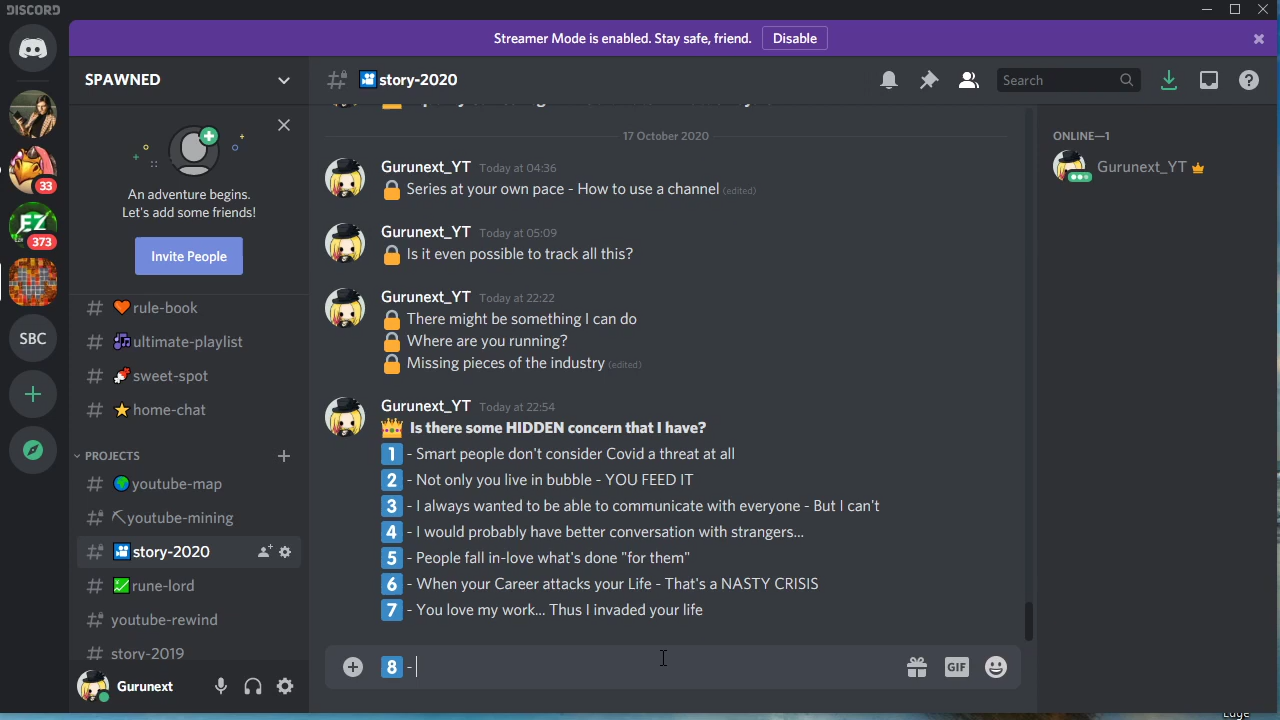 DISCORD
Streamer Mode is enabled. Stay safe, friend. Disable
SPAWNED
story-2020
Search
33
EZ
373
SBC
An adventure begins.
Let's add some friends!
Invite People
rule-book
ultimate-playlist
sweet-spot
home-chat
PROJECTS
youtube-map
youtube-mining
story-2020
rune-lord
youtube-rewind
story-2019
Gurunext
17 October 2020
Gurunext_YT Today at 04:36
Series at your own pace - How to use a channel (edited)
Gurunext_YT Today at 05:09
Is it even possible to track all this?
Gurunext_YT Today at 22:22
There might be something I can do
Where are you running?
Missing pieces of the industry (edited)
Gurunext_YT Today at 22:54
Is there some HIDDEN concern that I have?
1 - Smart people don't consider Covid a threat at all
2 - Not only you live in bubble - YOU FEED IT
3 - I always wanted to be able to communicate with everyone - But I can't
4 - I would probably have better conversation with strangers...
5 - People fall in-love what's done "for them"
6 - When your Career attacks your Life - That's a NASTY CRISIS
7 - You love my work... Thus I invaded your life
8 -
GIF
ONLINE—1
Gurunext_YT
Edge